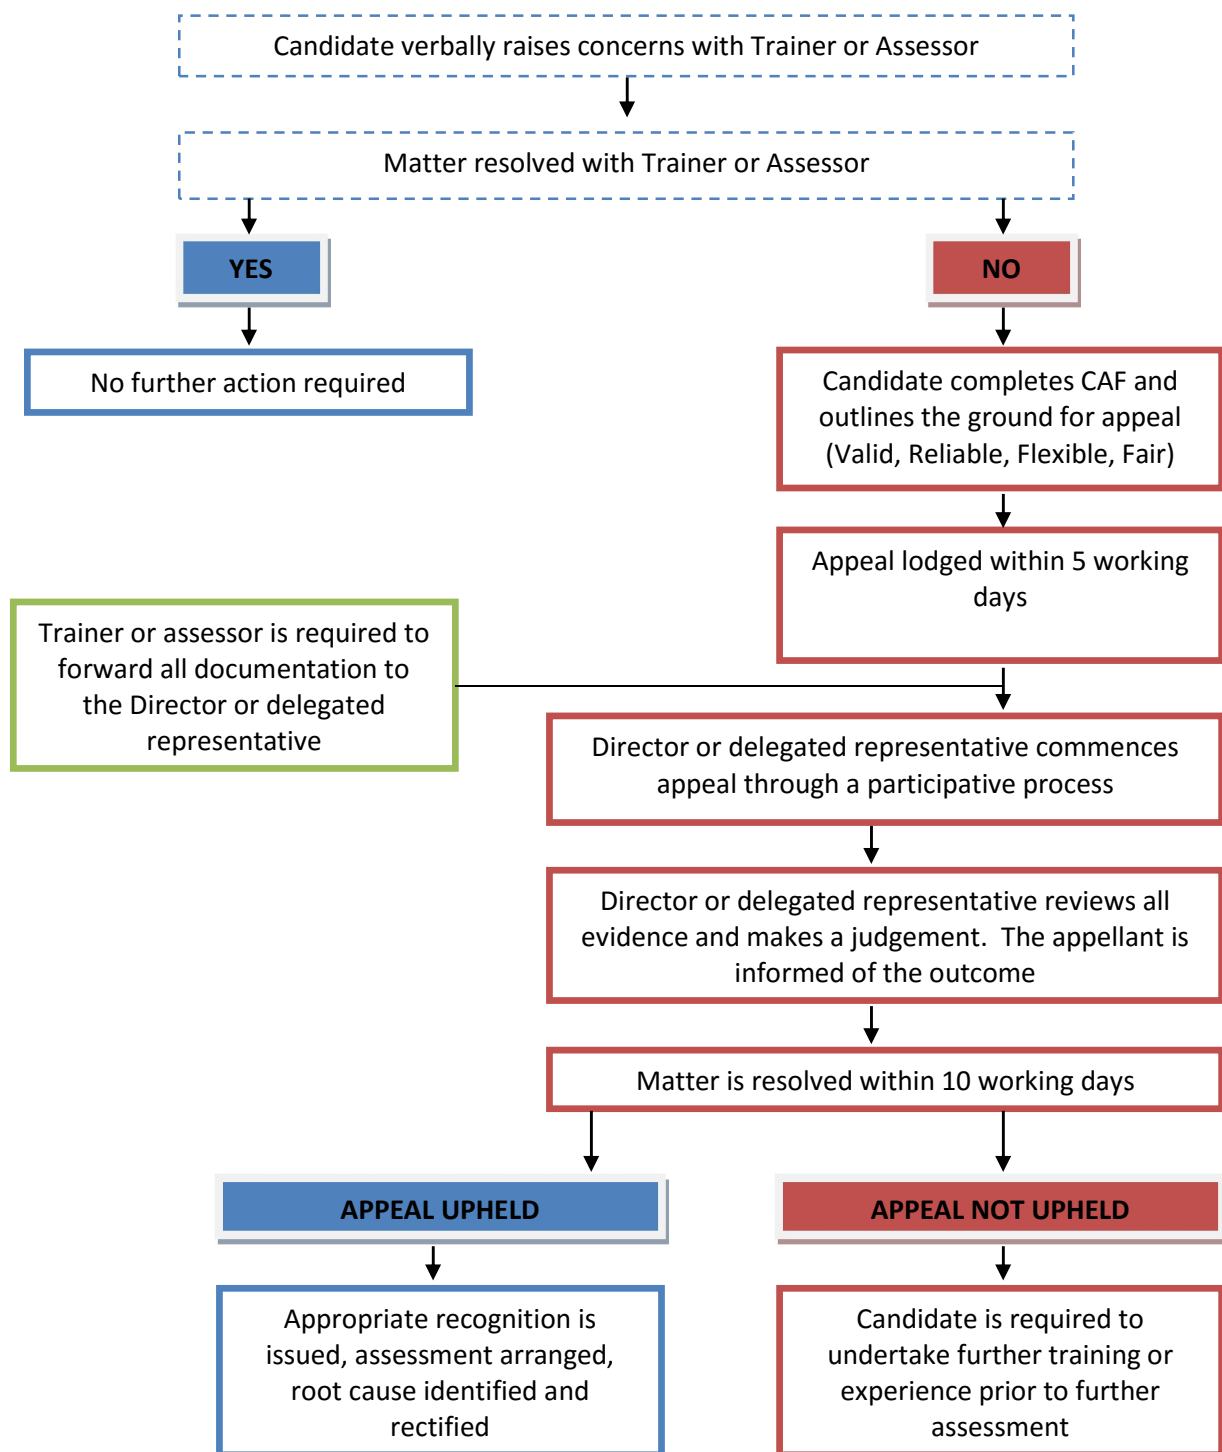 Candidate verbally raises concerns with Trainer or Assessor
Matter resolved with Trainer or Assessor
YES
NO
No further action required
Candidate completes CAF and
outlines the ground for appeal
(Valid, Reliable, Flexible, Fair)
Appeal lodged within 5 working
days
Trainer or assessor is required to
forward all documentation to
the Director or delegated
representative
Director or delegated representative commences
appeal through a participative process
Director or delegated representative reviews all
evidence and makes a judgement.  The appellant is
informed of the outcome
Matter is resolved within 10 working days
APPEAL UPHELD
APPEAL NOT UPHELD
Appropriate recognition is
issued, assessment arranged,
root cause identified and
rectified
Candidate is required to
undertake further training or
experience prior to further
assessment